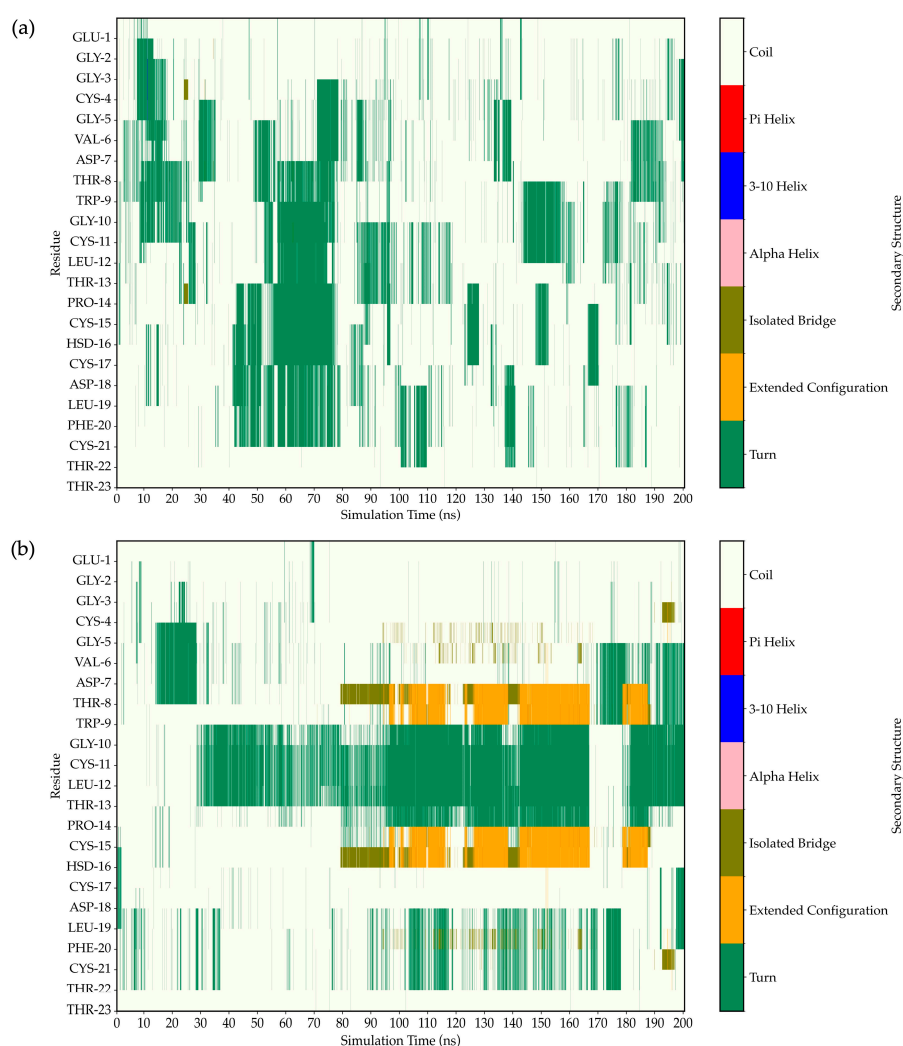 (a)
GLU-1
GLY-2
GLY-3
CYS-4
GLY-5
VAL-6
ASP-7
THR-8
TRP-9
GLY-10
CYS-11
LEU-12
THR-13
PRO-14
CYS-15
HSD-16
CYS-17
ASP-18
LEU-19
PHE-20
CYS-21
THR-22
THR-23
Residue
0 10 20 30 40 50 60 70 80 90 100 110 120 130 140 150 160 170 180 190 200
Simulation Time (ns)
Coil
Pi Helix
3-10 Helix
Alpha Helix
Isolated Bridge
Extended Configuration
Turn
Secondary Structure
(b)
GLU-1
GLY-2
GLY-3
CYS-4
GLY-5
VAL-6
ASP-7
THR-8
TRP-9
GLY-10
CYS-11
LEU-12
THR-13
PRO-14
CYS-15
HSD-16
CYS-17
ASP-18
LEU-19
PHE-20
CYS-21
THR-22
THR-23
Residue
0 10 20 30 40 50 60 70 80 90 100 110 120 130 140 150 160 170 180 190 200
Simulation Time (ns)
Coil
Pi Helix
3-10 Helix
Alpha Helix
Isolated Bridge
Extended Configuration
Turn
Secondary Structure